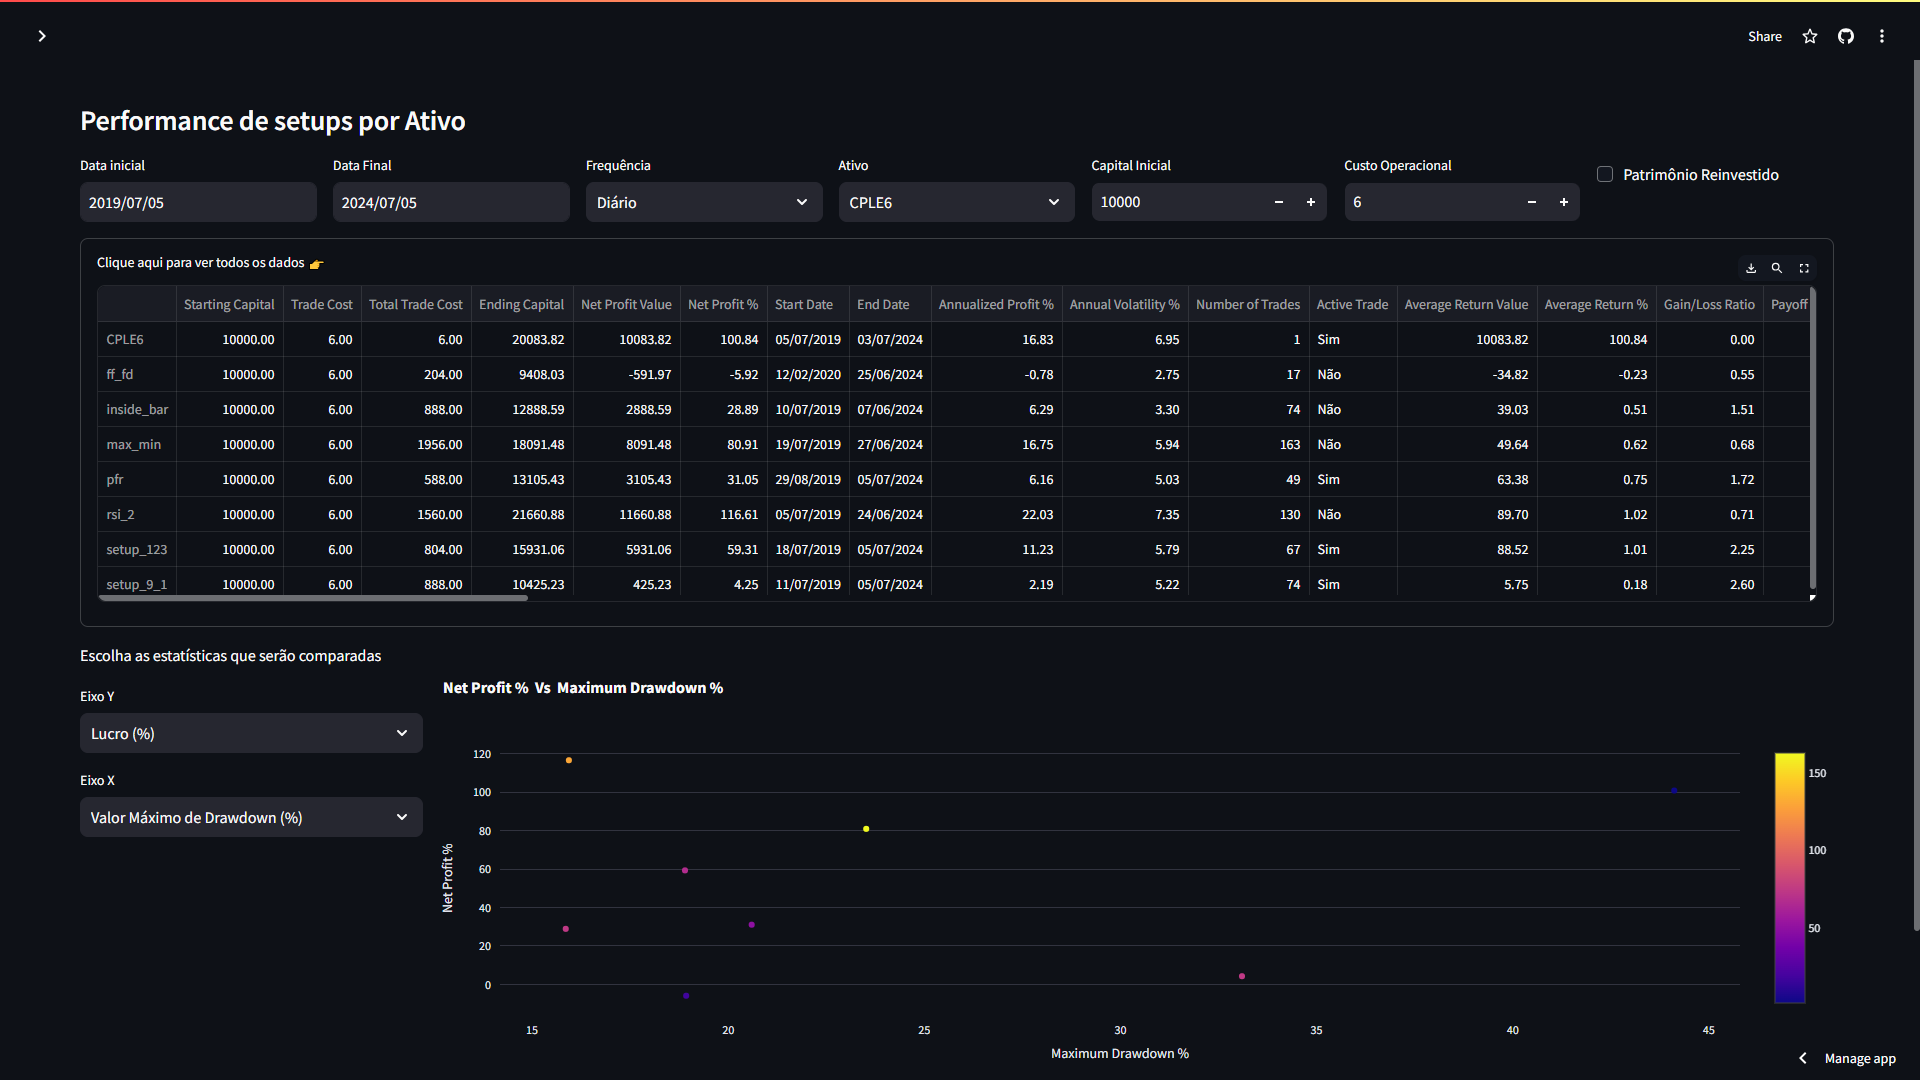 Share
Performance de setups por Ativo
Data inicial Data Final Frequência Ativo Capital Inicial Custo Operacional
Patrimônio Reinvestido
2019/07/05 2024/07/05 Diário CPLE6 10000 − + 6 − +
Clique aqui para ver todos os dados 👉
Starting Capital Trade Cost Total Trade Cost Ending Capital Net Profit Value Net Profit % Start Date End Date Annualized Profit % Annual Volatility % Number of Trades Active Trade Average Return Value Average Return % Gain/Loss Ratio Payoff
CPLE6 10000.00 6.00 6.00 20083.82 10083.82 100.84 05/07/2019 03/07/2024 16.83 6.95 1 Sim 10083.82 100.84 0.00
ff_fd 10000.00 6.00 204.00 9408.03 -591.97 -5.92 12/02/2020 25/06/2024 -0.78 2.75 17 Não -34.82 -0.23 0.55
inside_bar 10000.00 6.00 888.00 12888.59 2888.59 28.89 10/07/2019 07/06/2024 6.29 3.30 74 Não 39.03 0.51 1.51
max_min 10000.00 6.00 1956.00 18091.48 8091.48 80.91 19/07/2019 27/06/2024 16.75 5.94 163 Não 49.64 0.62 0.68
pfr 10000.00 6.00 588.00 13105.43 3105.43 31.05 29/08/2019 05/07/2024 6.16 5.03 49 Sim 63.38 0.75 1.72
rsi_2 10000.00 6.00 1560.00 21660.88 11660.88 116.61 05/07/2019 24/06/2024 22.03 7.35 130 Não 89.70 1.02 0.71
setup_123 10000.00 6.00 804.00 15931.06 5931.06 59.31 18/07/2019 05/07/2024 11.23 5.79 67 Sim 88.52 1.01 2.25
setup_9_1 10000.00 6.00 888.00 10425.23 425.23 4.25 11/07/2019 05/07/2024 2.19 5.22 74 Sim 5.75 0.18 2.60
Escolha as estatísticas que serão comparadas
Eixo Y
Lucro (%)
Eixo X
Valor Máximo de Drawdown (%)
Net Profit % Vs Maximum Drawdown %
Net Profit %
120
100
80
60
40
20
0
15 20 25 30 35 40 45
Maximum Drawdown %
150
100
50
Manage app